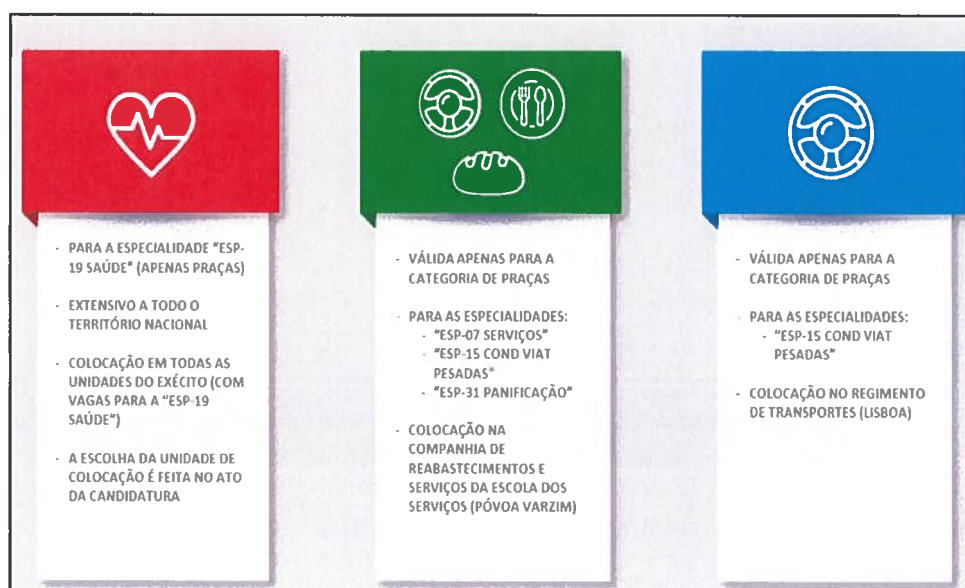 - PARA A ESPECIALIDADE "ESP-
19 SAÚDE" (APENAS PRAÇAS)
- EXTENSIVO A TODO O
TERRITÓRIO NACIONAL
- COLOCAÇÃO EM TODAS AS
UNIDADES DO EXÉCITO (COM
VAGAS PARA A "ESP-19
SAÚDE")
- A ESCOLHA DA UNIDADE DE
COLOCAÇÃO É FEITA NO ATO
DA CANDIDATURA
- VÁLIDA APENAS PARA A
CATEGORIA DE PRAÇAS
- PARA AS ESPECIALIDADES:
- "ESP-07 SERVIÇOS"
- "ESP-15 COND VIAT
PESADAS"
- "ESP-31 PANIFICAÇÃO"
- COLOCAÇÃO NA
COMPANHIA DE
REABASTECIMENTOS E
SERVIÇOS DA ESCOLA DOS
SERVIÇOS (PÓVOA VARZIM)
- VÁLIDA APENAS PARA A
CATEGORIA DE PRAÇAS
- PARA AS ESPECIALIDADES:
- "ESP-15 COND VIAT
PESADAS"
- COLOCAÇÃO NO REGIMENTO
DE TRANSPORTES (LISBOA)